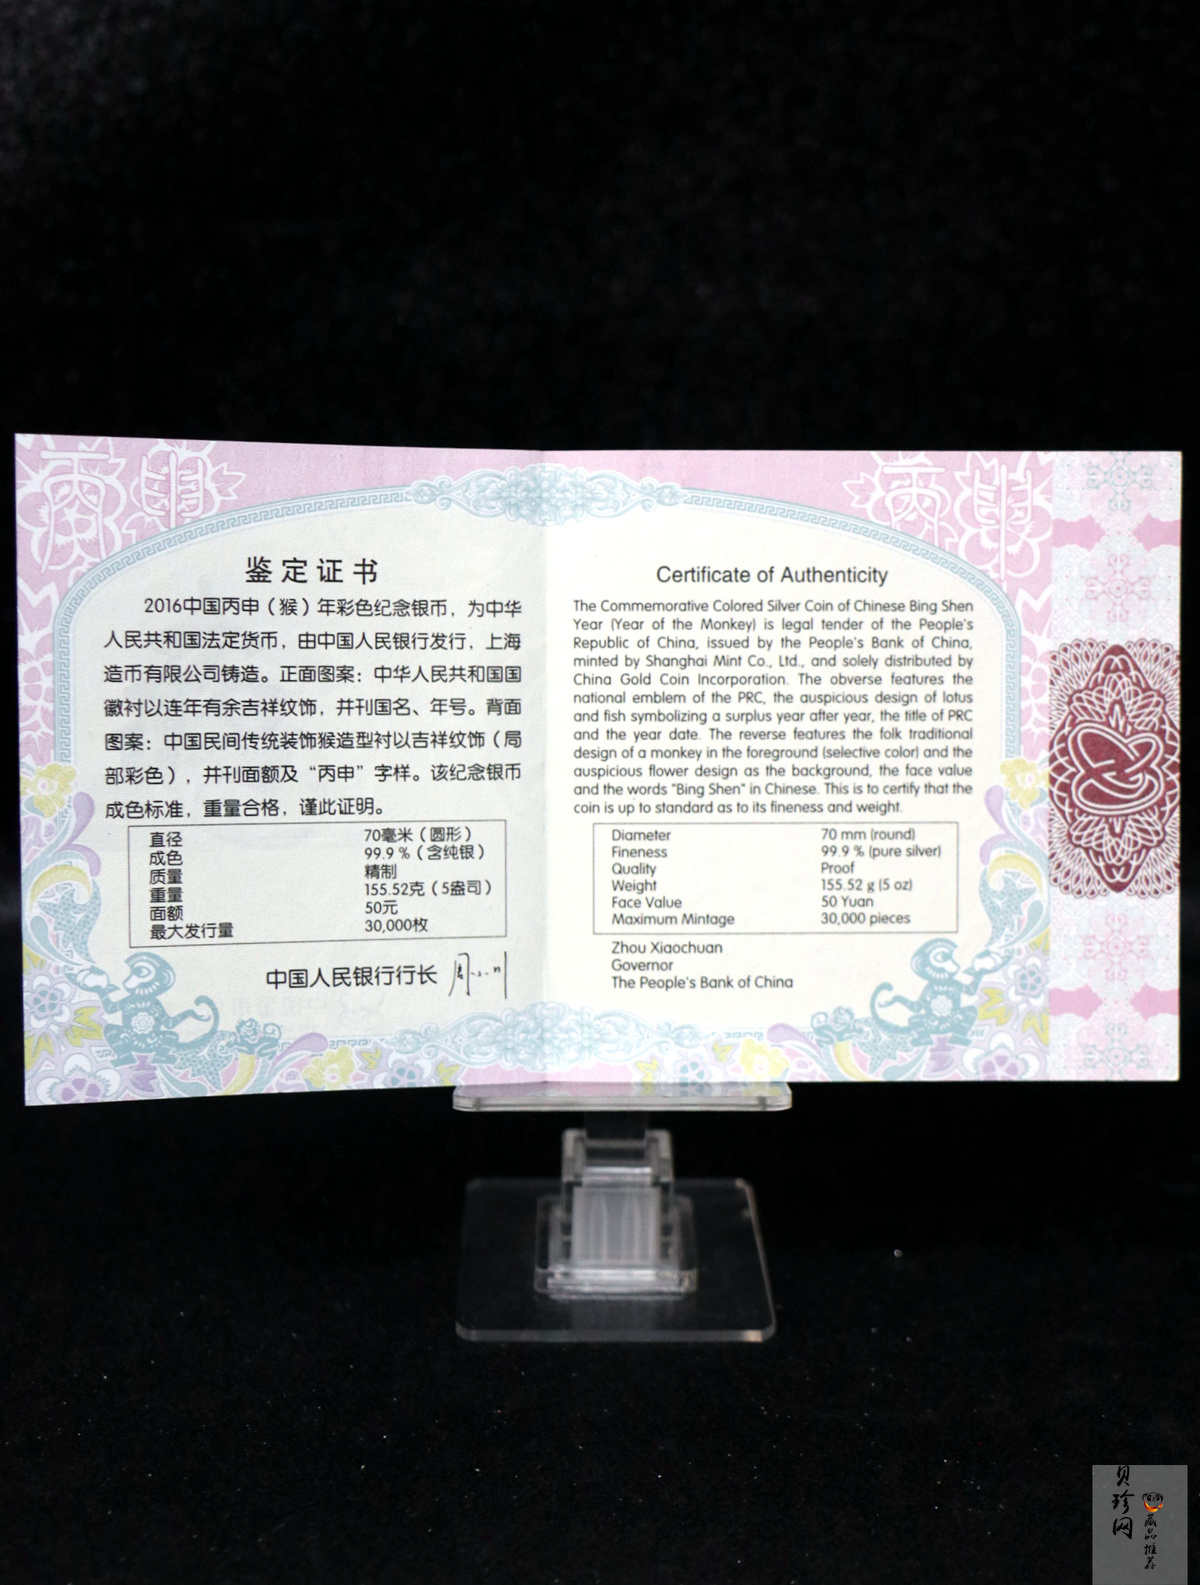 丙申
丙申
鉴定证书
2016中国丙申（猴）年彩色纪念银币，为中华
人民共和国法定货币，由中国人民银行发行，上海
造币有限公司铸造。正面图案：中华人民共和国国
徽衬以连年有余吉祥纹饰，并刊国名、年号。背面
图案：中国民间传统装饰猴造型衬以吉祥纹饰（局
部彩色），并刊面额及“丙申”字样。该纪念银币
成色标准，重量合格，谨此证明。
直径 70毫米（圆形）
成色 99.9%（含纯银）
质量 精制
重量 155.52克（5盎司）
面额 50元
最大发行量 30,000枚
中国人民银行行长 周小川
Certificate of Authenticity
The Commemorative Colored Silver Coin of Chinese Bing Shen
Year (Year of the Monkey) is legal tender of the People's
Republic of China, issued by the People's Bank of China,
minted by Shanghai Mint Co., Ltd., and solely distributed by
China Gold Coin Incorporation. The obverse features the
national emblem of the PRC, the auspicious design of lotus
and fish symbolizing a surplus year after year, the title of PRC
and the year date. The reverse features the folk traditional
design of a monkey in the foreground (selective color) and the
auspicious flower design as the background, the face value
and the words "Bing Shen" in Chinese. This is to certify that the
coin is up to standard as to its fineness and weight.
Diameter 70 mm (round)
Fineness 99.9 % (pure silver)
Quality Proof
Weight 155.52 g (5 oz)
Face Value 50 Yuan
Maximum Mintage 30,000 pieces
Zhou Xiaochuan
Governor
The People's Bank of China
贝珍网
藏品推荐